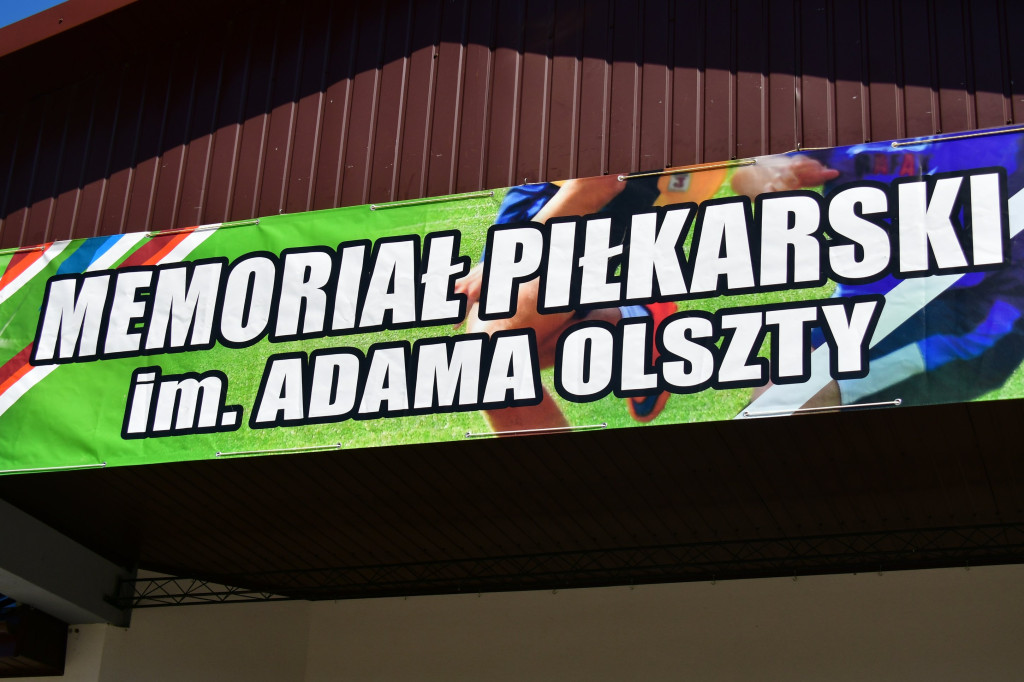 MEMORIAŁ PIŁKARSKI
im. ADAMA OLSZTY